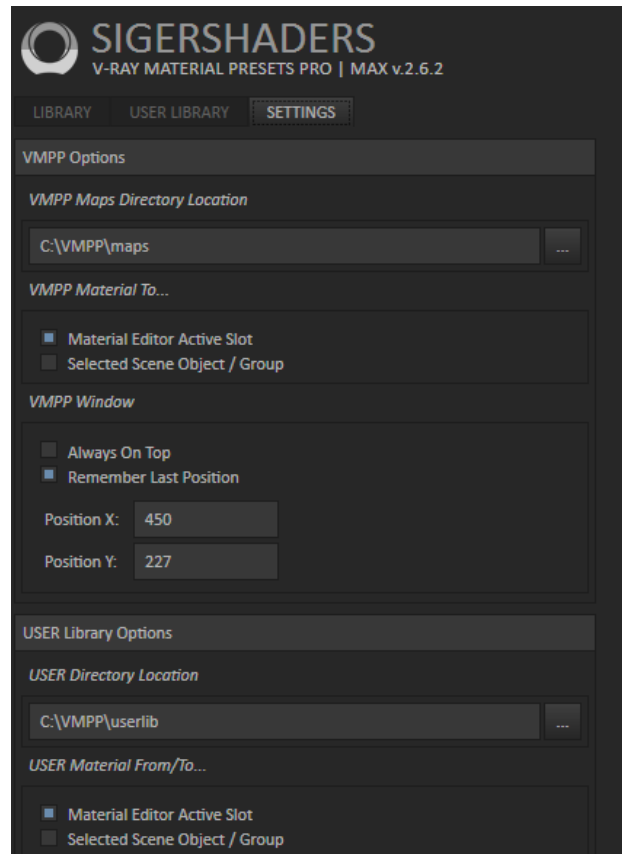 SIGERSHADERS
V-RAY MATERIAL PRESETS PRO | MAX v.2.6.2
LIBRARY USER LIBRARY SETTINGS
VMPP Options
VMPP Maps Directory Location
C:\VMPP\maps ...
VMPP Material To...
Material Editor Active Slot
Selected Scene Object / Group
VMPP Window
Always On Top
Remember Last Position
Position X: 450
Position Y: 227
USER Library Options
USER Directory Location
C:\VMPP\userlib ...
USER Material From/To...
Material Editor Active Slot
Selected Scene Object / Group